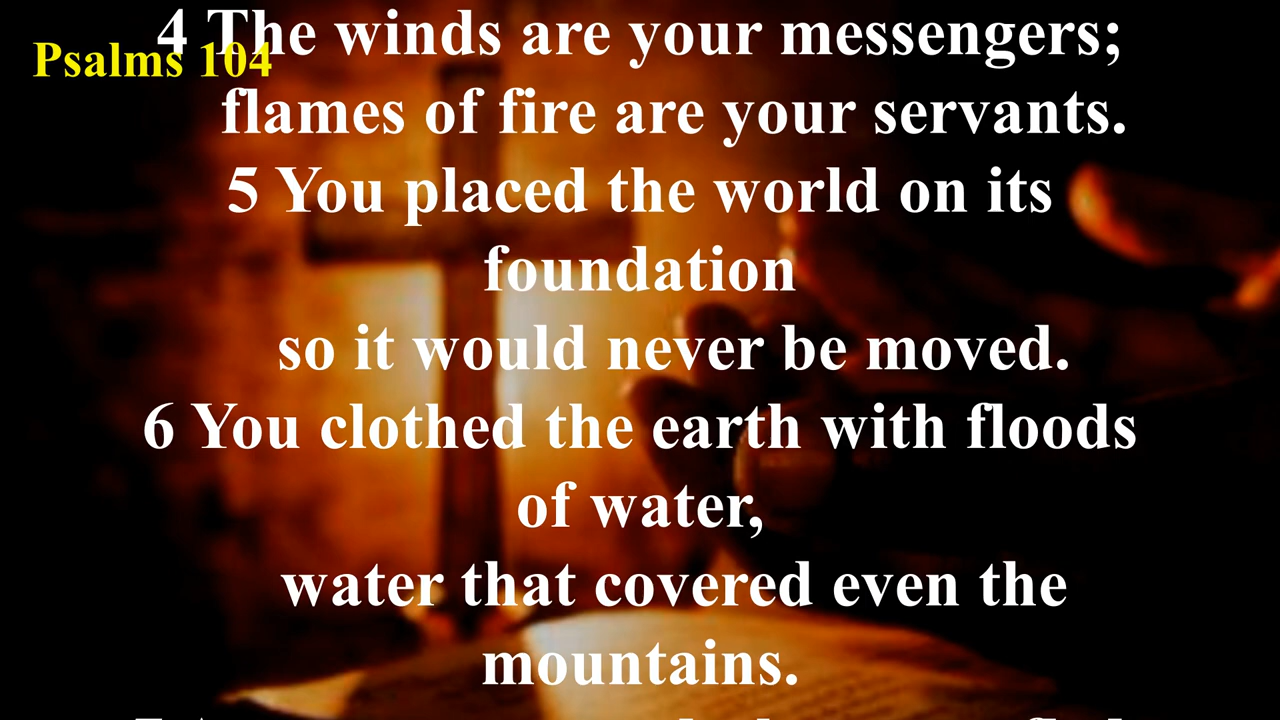 4 The winds are your messengers;
Psalms 104
flames of fire are your servants.
5 You placed the world on its
foundation
so it would never be moved.
6 You clothed the earth with floods
of water,
water that covered even the
mountains.